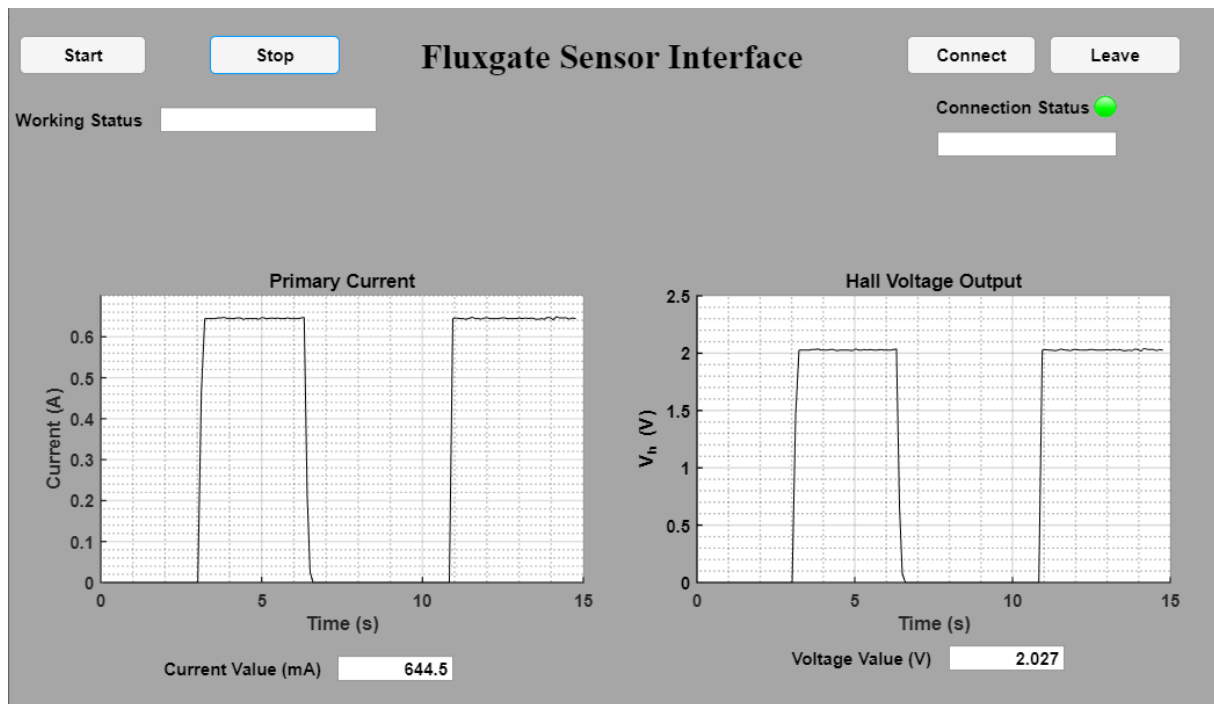 Start
Stop
Fluxgate Sensor Interface
Connect
Leave
Working Status
Connection Status
Primary Current
0.6
0.5
0.4
0.3
0.2
0.1
0
Current (A)
0
5
10
15
Time (s)
Current Value (mA)
644.5
Hall Voltage Output
2.5
2
1.5
1
0.5
0
Vh (V)
0
5
10
15
Time (s)
Voltage Value (V)
2.027